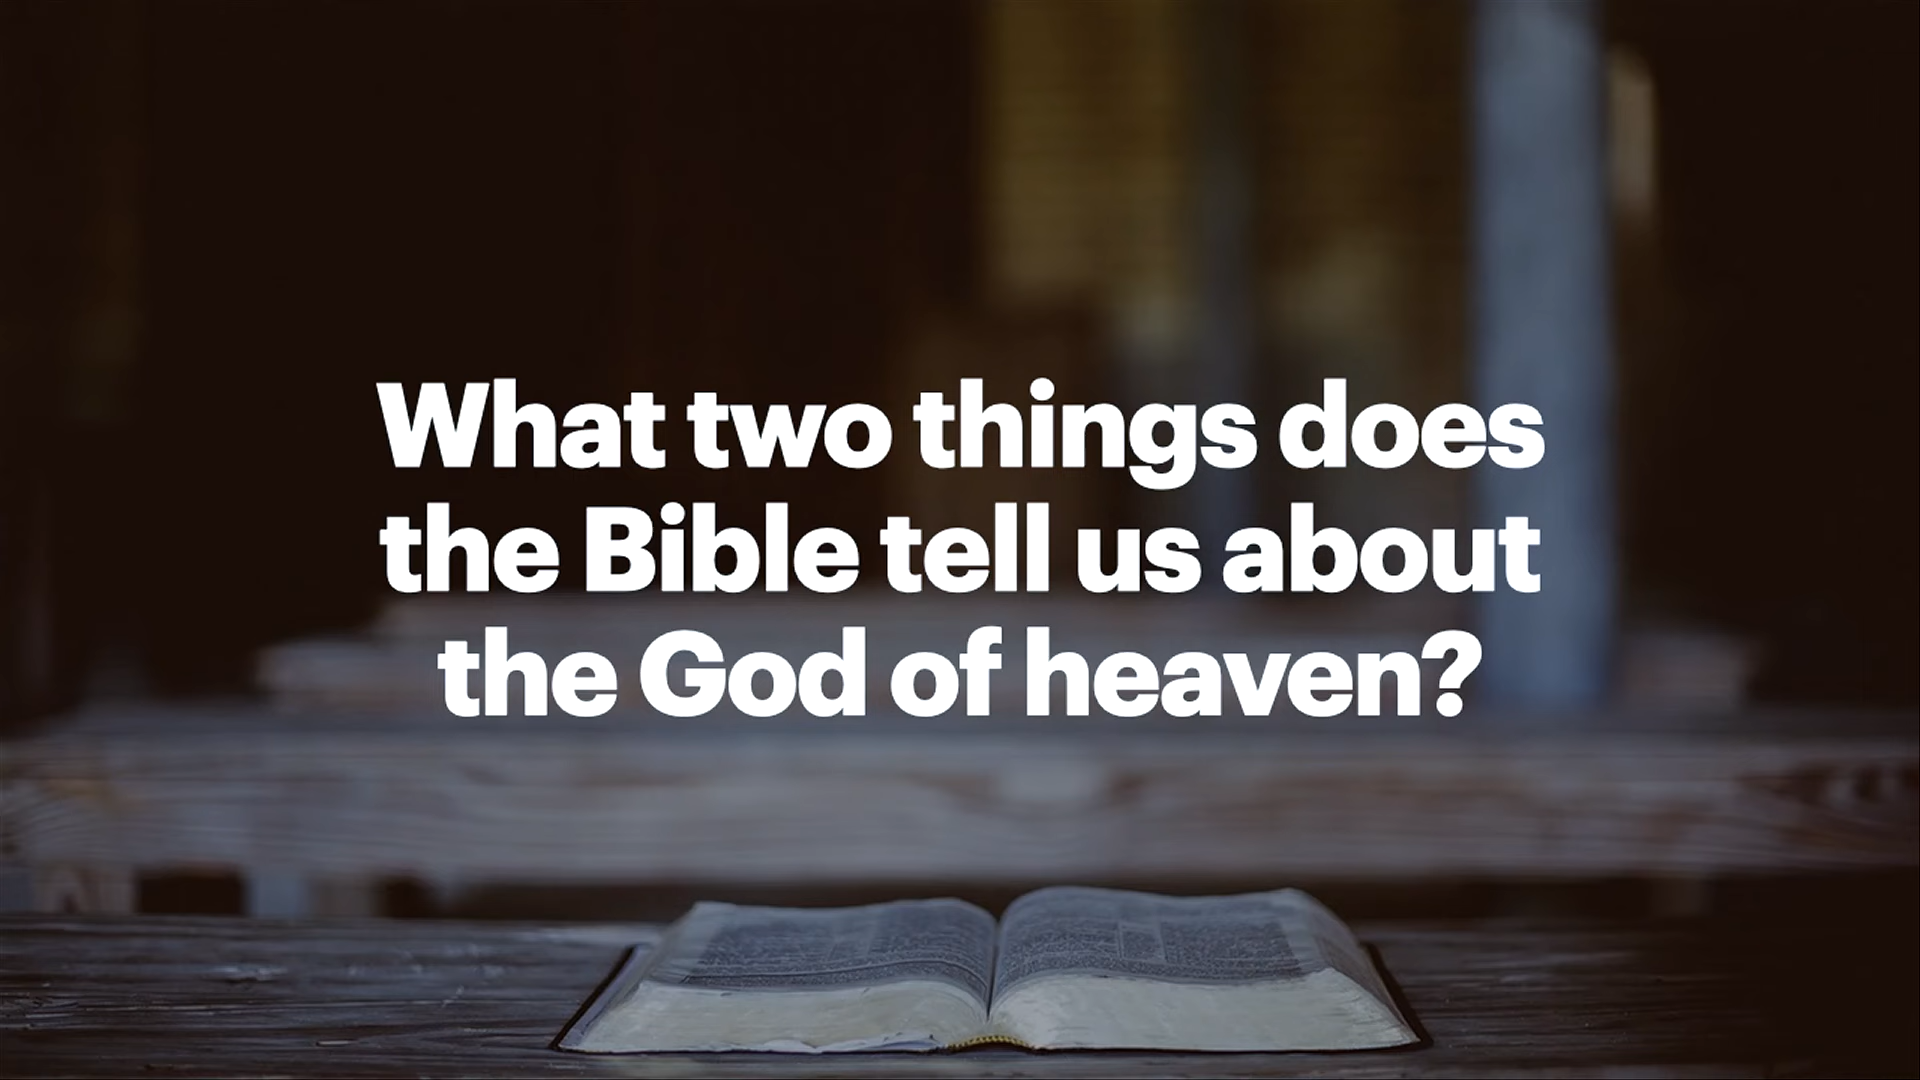 What two things does
the Bible tell us about
the God of heaven?